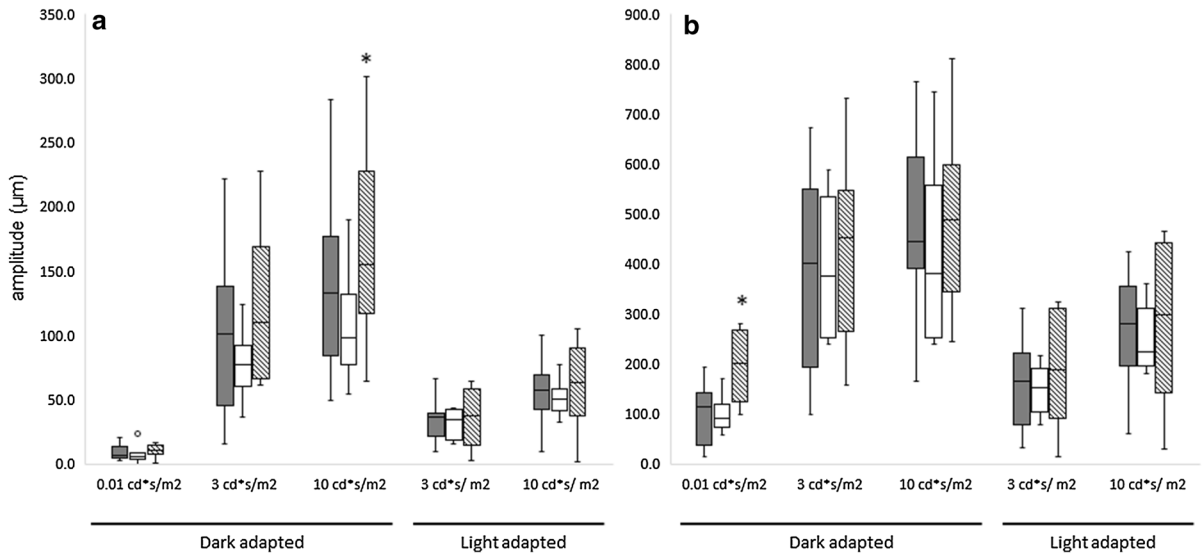 a
350.0
300.0
250.0
200.0
150.0
100.0
50.0
0.0
amplitude (µm)
*
0.01 cd*s/m2 3 cd*s/m2 10 cd*s/m2 3 cd*s/ m2 10 cd*s/ m2
Dark adapted Light adapted
b
900.0
800.0
700.0
600.0
500.0
400.0
300.0
200.0
100.0
0.0
*
0.01 cd*s/m2 3 cd*s/m2 10 cd*s/m2 3 cd*s/ m2 10 cd*s/ m2
Dark adapted Light adapted